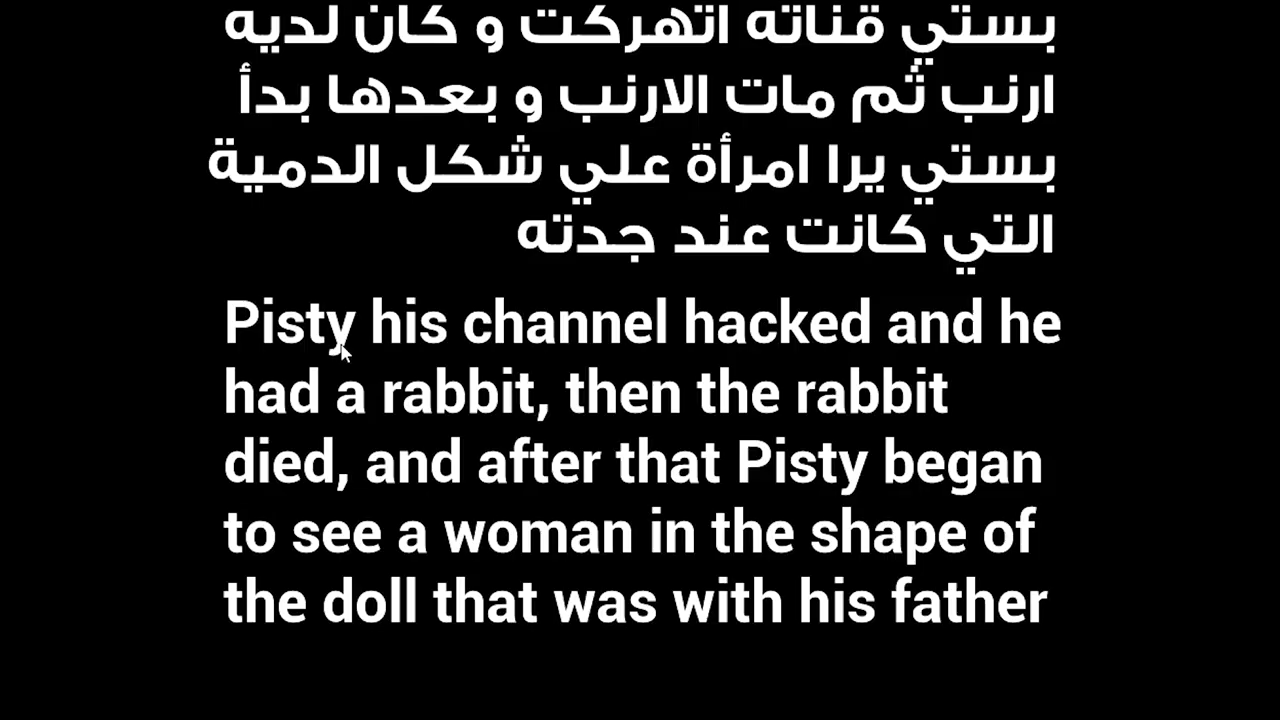 بستي قناته اتهركت و كان لديه
ارنب ثم مات الارنب و بعدها بدأ
بستي يرا امرأة علي شكل الدمية
التي كانت عند جدته
Pisty his channel hacked and he
had a rabbit, then the rabbit
died, and after that Pisty began
to see a woman in the shape of
the doll that was with his father